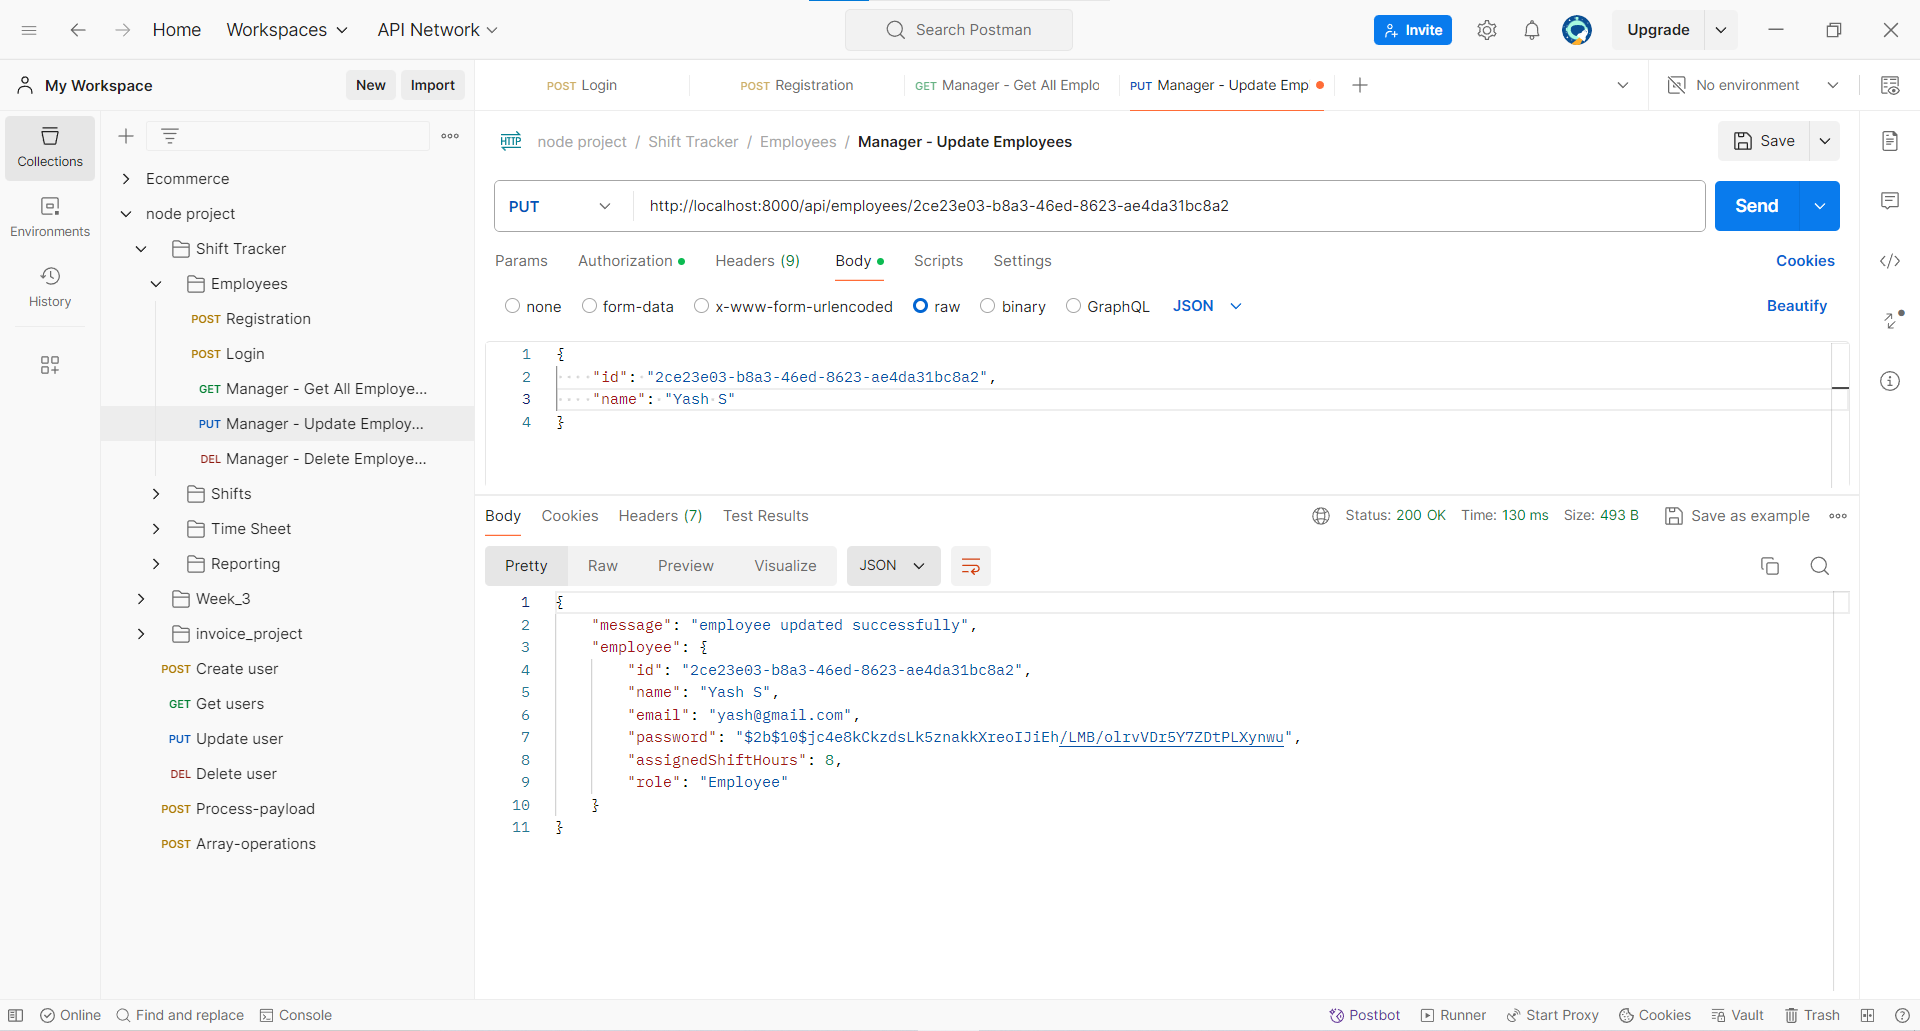 Home Workspaces API Network Search Postman Invite Upgrade
My Workspace New Import
POST Login POST Registration GET Manager - Get All Emplo PUT Manager - Update Emp No environment
Collections
Environments
History
Ecommerce
node project
Shift Tracker
Employees
POST Registration
POST Login
GET Manager - Get All Employe...
PUT Manager - Update Employ...
DEL Manager - Delete Employe...
Shifts
Time Sheet
Reporting
Week_3
invoice_project
POST Create user
GET Get users
PUT Update user
DEL Delete user
POST Process-payload
POST Array-operations
HTTP node project / Shift Tracker / Employees / Manager - Update Employees Save
PUT http://localhost:8000/api/employees/2ce23e03-b8a3-46ed-8623-ae4da31bc8a2 Send
Params Authorization Headers (9) Body Scripts Settings Cookies
none form-data x-www-form-urlencoded raw binary GraphQL JSON Beautify
1 {
2 "id": "2ce23e03-b8a3-46ed-8623-ae4da31bc8a2",
3 "name": "Yash S"
4 }
Body Cookies Headers (7) Test Results Status: 200 OK Time: 130 ms Size: 493 B Save as example
Pretty Raw Preview Visualize JSON
1 {
2 "message": "employee updated successfully",
3 "employee": {
4 "id": "2ce23e03-b8a3-46ed-8623-ae4da31bc8a2",
5 "name": "Yash S",
6 "email": "yash@gmail.com",
7 "password": "$2b$10$jc4e8kCkzdsLk5znakkXreoIJiEh/LMB/olrvVDr5Y7ZDtPLXynwu",
8 "assignedShiftHours": 8,
9 "role": "Employee"
10 }
11 }
Online Find and replace Console Postbot Runner Start Proxy Cookies Vault Trash